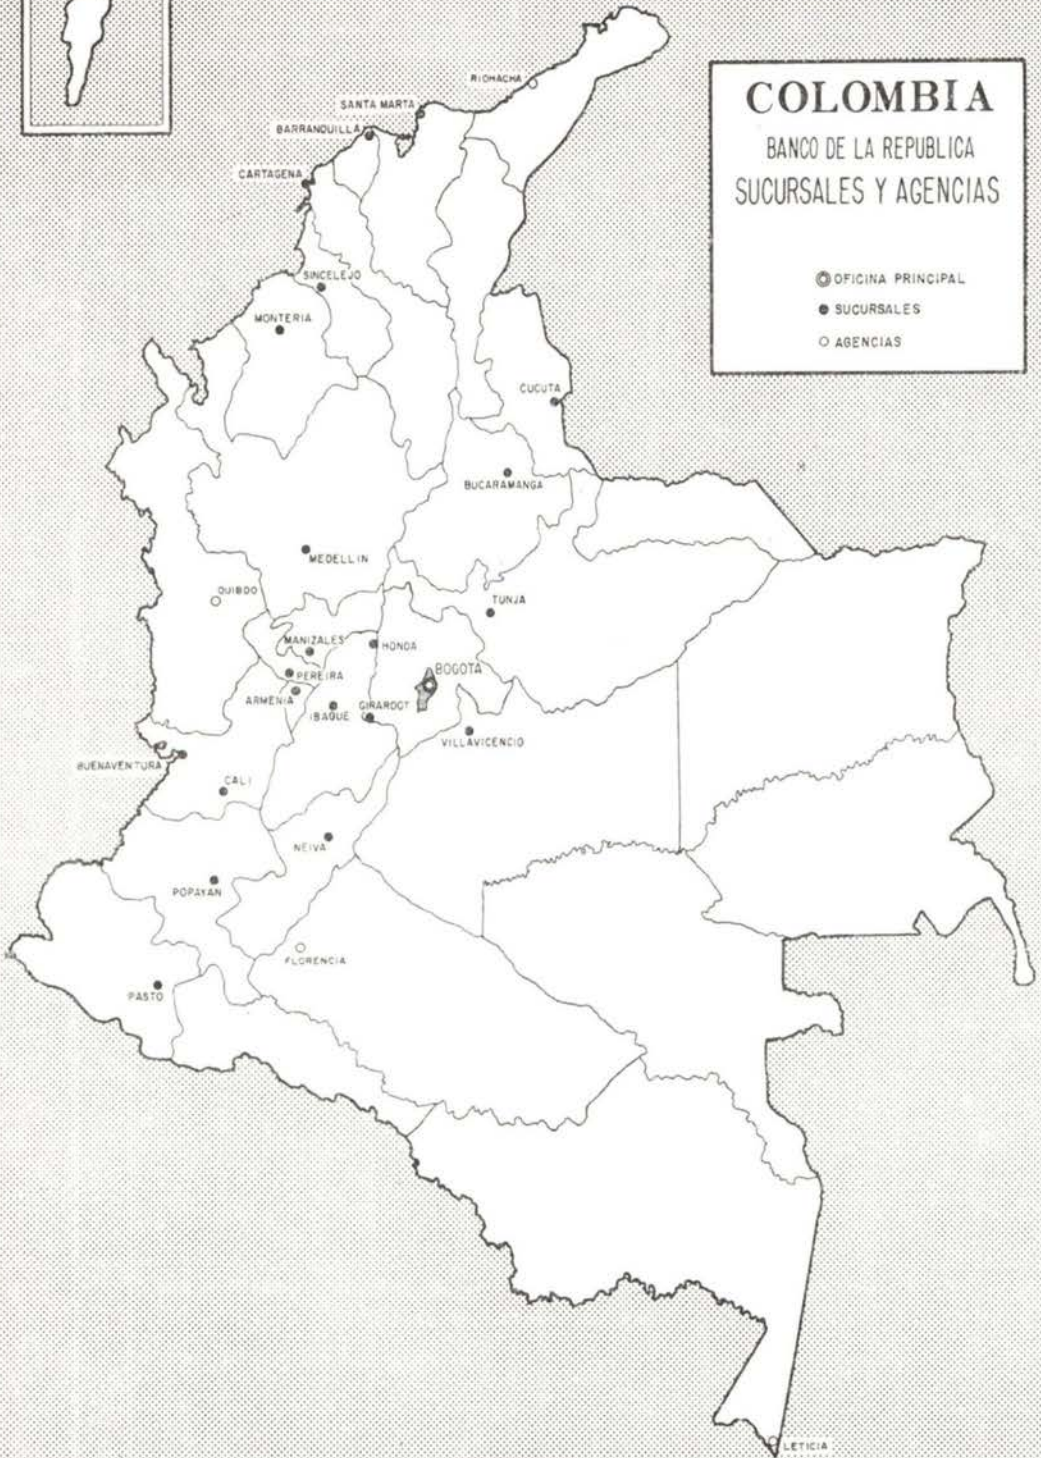 COLOMBIA
BANCO DE LA REPUBLICA
SUCURSALES Y AGENCIAS
OFICINA PRINCIPAL
SUCURSALES
AGENCIAS
RIOHACHA
SANTA MARTA
BARRANQUILLA
CARTAGENA
SINCELEJO
MONTERIA
CUCUTA
BUCARAMANGA
MEDELLIN
QUIBDO
TUNJA
MANIZALES
HONDA
PEREIRA
BOGOTA
ARMENIA
IBAGUE
GIRARDOT
VILLAVICENCIO
BUENAVENTURA
CALI
NEIVA
POPAYAN
FLORENCIA
PASTO
LETICIA